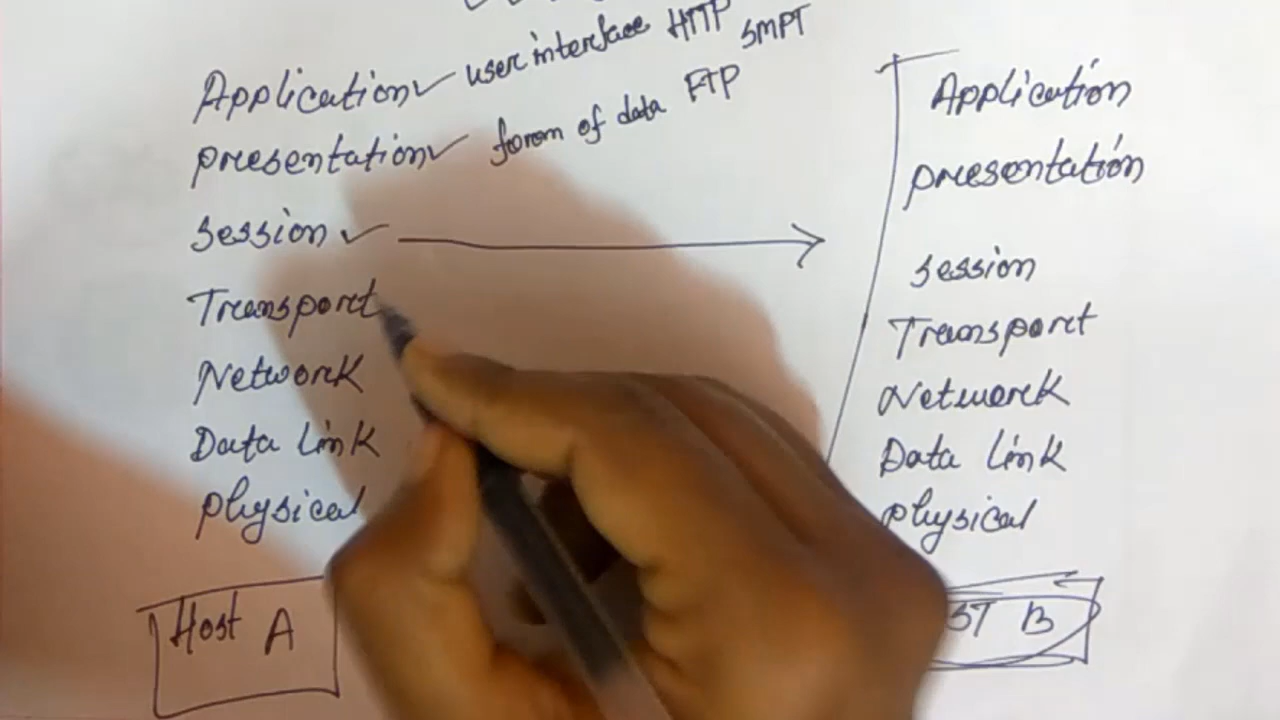 Application user interface HTTP SMPT
presentation form of data FTP
session
Transport
Network
Data Link
physical
Host A
Application
presentation
session
Transport
Network
Data Link
physical
ST B